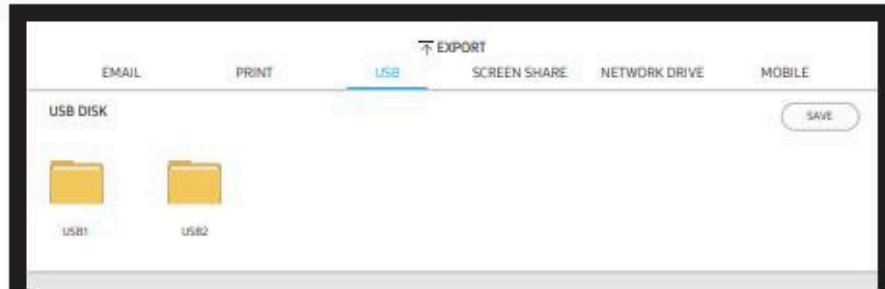 EXPORT
EMAIL PRINT USB SCREEN SHARE NETWORK DRIVE MOBILE
USB DISK SAVE
USB1 USB2